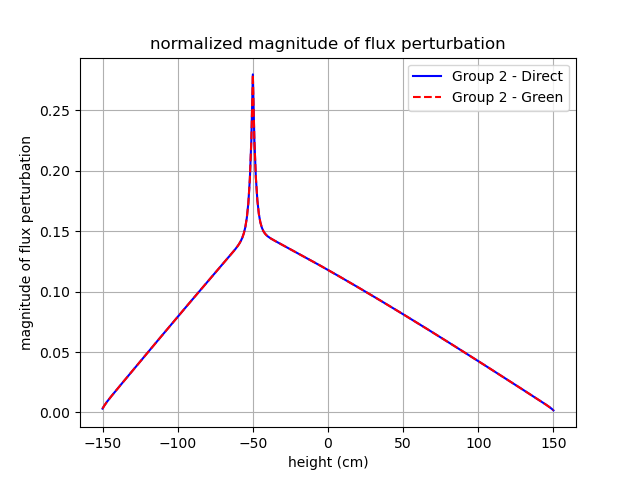 normalized magnitude of flux perturbation
Group 2 - Direct
Group 2 - Green
magnitude of flux perturbation
0.25
0.20
0.15
0.10
0.05
0.00
−150 −100 −50 0 50 100 150
height (cm)